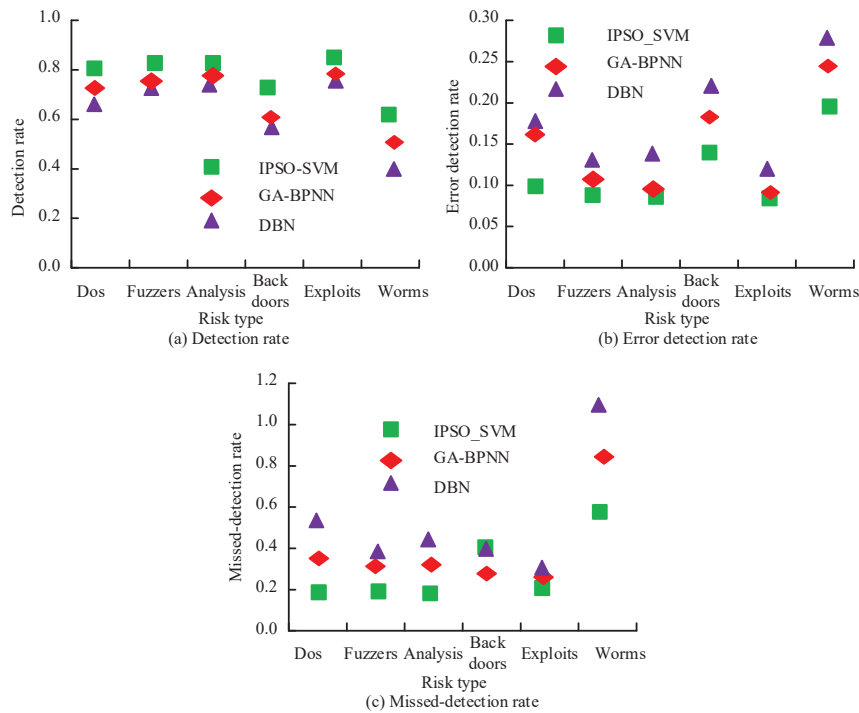 1.0
0.8
0.6
0.4
0.2
0.0
Detection rate
IPSO-SVM
GA-BPNN
DBN
Dos
Fuzzers
Analysis
Back
doors
Exploits
Worms
Risk type
(a) Detection rate
0.30
0.25
0.20
0.15
0.10
0.05
0.00
Error detection rate
IPSO_SVM
GA-BPNN
DBN
Dos
Fuzzers
Analysis
Back
doors
Exploits
Worms
Risk type
(b) Error detection rate
1.2
1.0
0.8
0.6
0.4
0.2
0.0
Missed-detection rate
IPSO_SVM
GA-BPNN
DBN
Dos
Fuzzers
Analysis
Back
doors
Exploits
Worms
Risk type
(c) Missed-detection rate